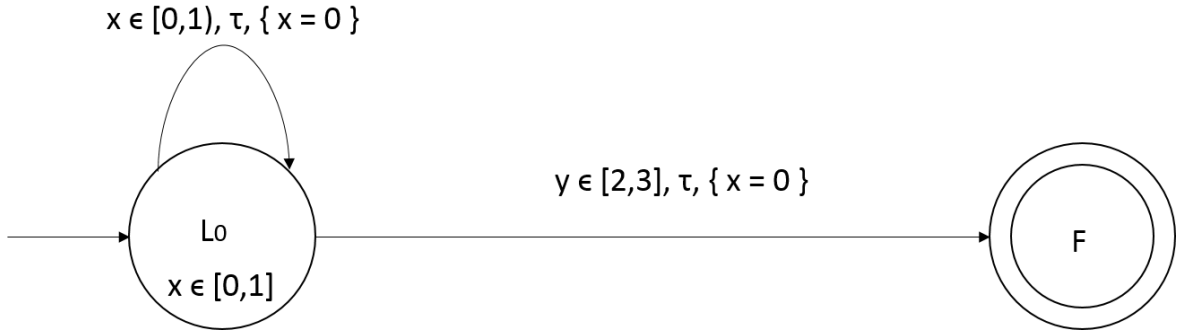 x ϵ [0,1), τ, { x = 0 }
y ϵ [2,3], τ, { x = 0 }
L0
F
x ϵ [0,1]